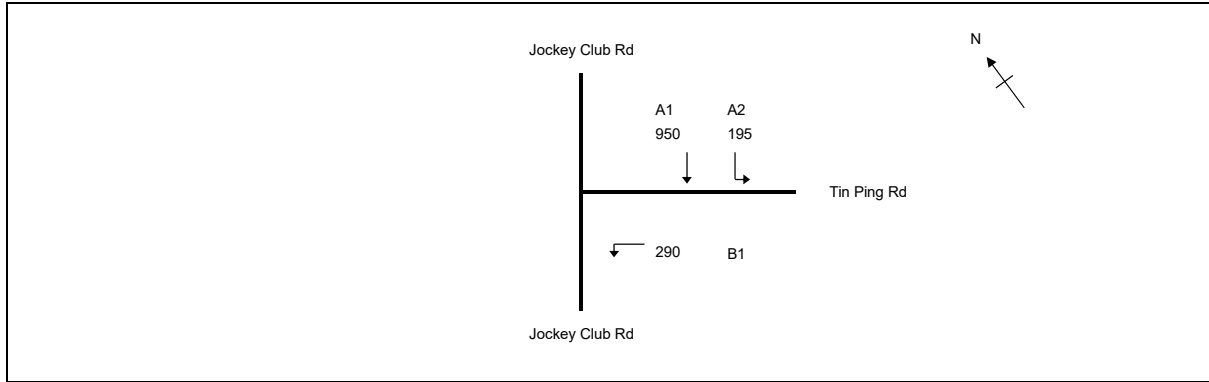 Jockey Club Rd
N
A1 A2
950 195
Tin Ping Rd
290 B1
Jockey Club Rd